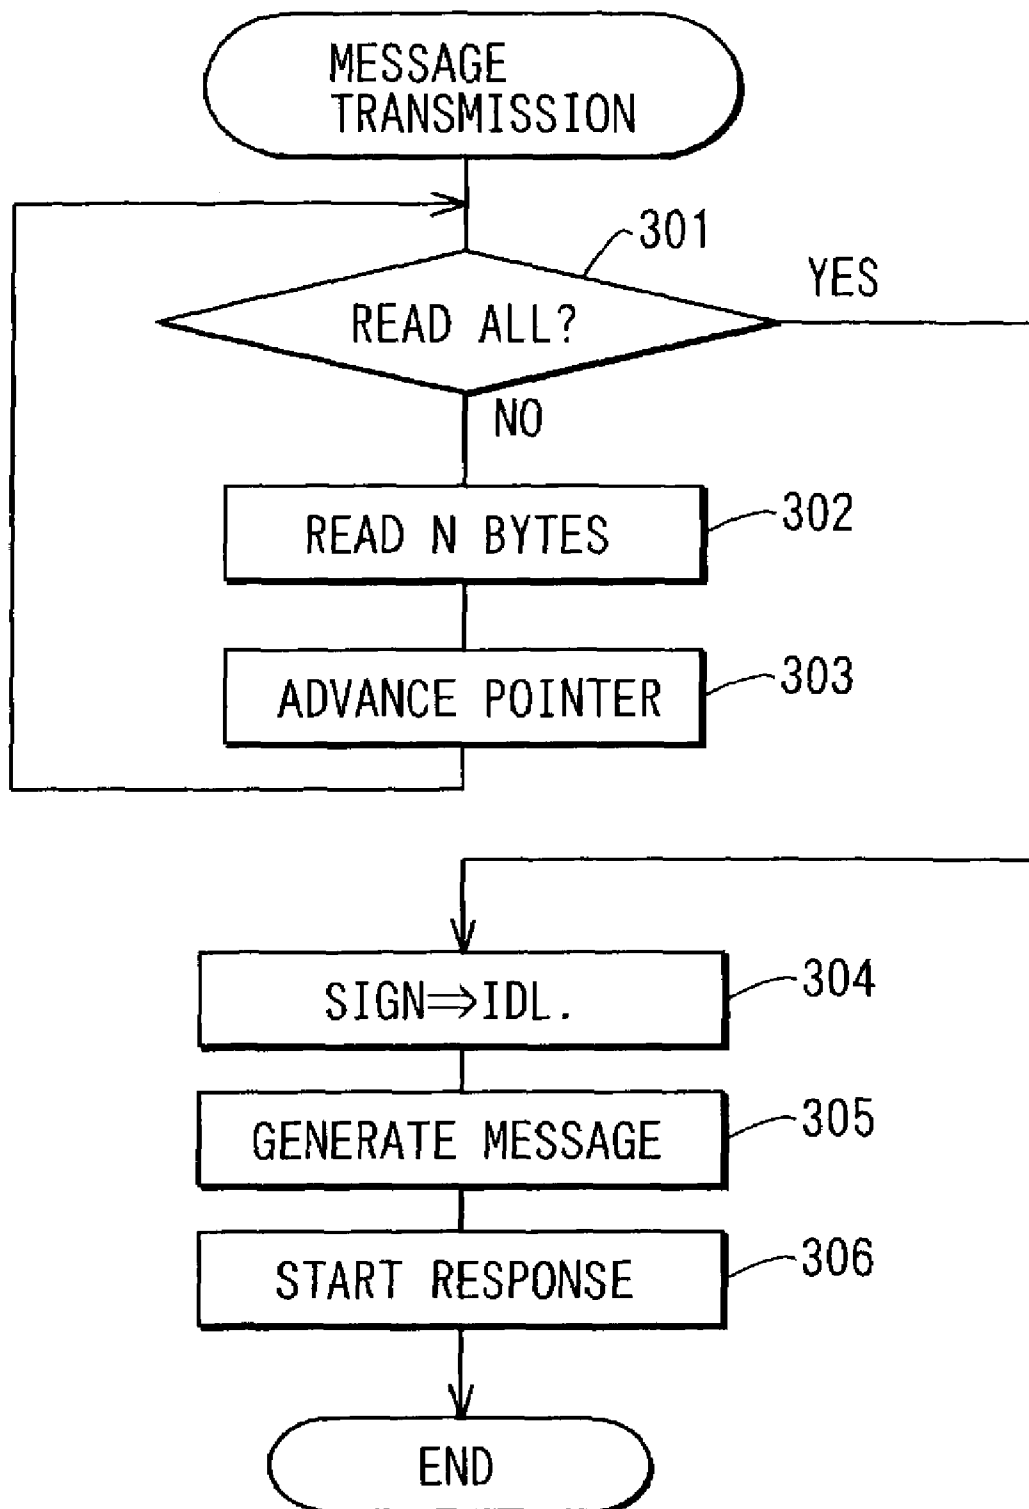 MESSAGE
TRANSMISSION
301
YES
READ ALL?
NO
302
READ N BYTES
303
ADVANCE POINTER
304
SIGN⇒IDL.
305
GENERATE MESSAGE
306
START RESPONSE
END